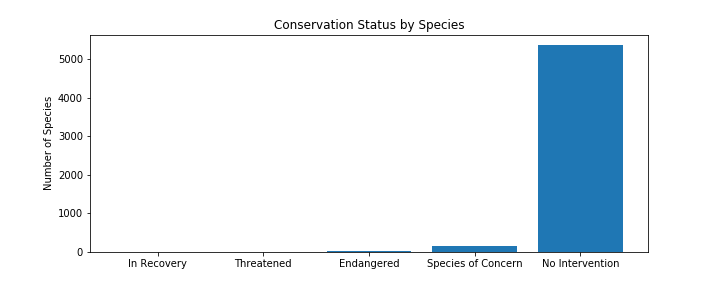 Conservation Status by Species
Number of Species
5000
4000
3000
2000
1000
0
In Recovery
Threatened
Endangered
Species of Concern
No Intervention